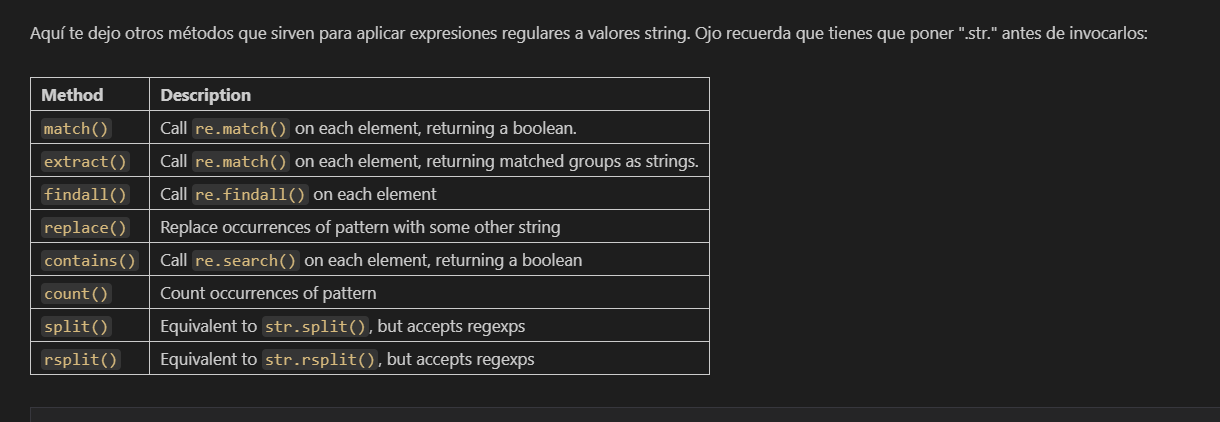 Aquí te dejo otros métodos que sirven para aplicar expresiones regulares a valores string. Ojo recuerda que tienes que poner ".str." antes de invocarlos:
Method Description
match() Call re.match() on each element, returning a boolean.
extract() Call re.match() on each element, returning matched groups as strings.
findall() Call re.findall() on each element
replace() Replace occurrences of pattern with some other string
contains() Call re.search() on each element, returning a boolean
count() Count occurrences of pattern
split() Equivalent to str.split(), but accepts regexps
rsplit() Equivalent to str.rsplit(), but accepts regexps